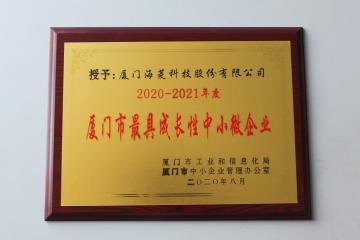 授予：厦门海菱科技股份有限公司
2020-2021年度
厦门市最具成长性中小微企业
厦门市工业和信息化局
厦门市中小企业管理办公室
二〇二〇年八月